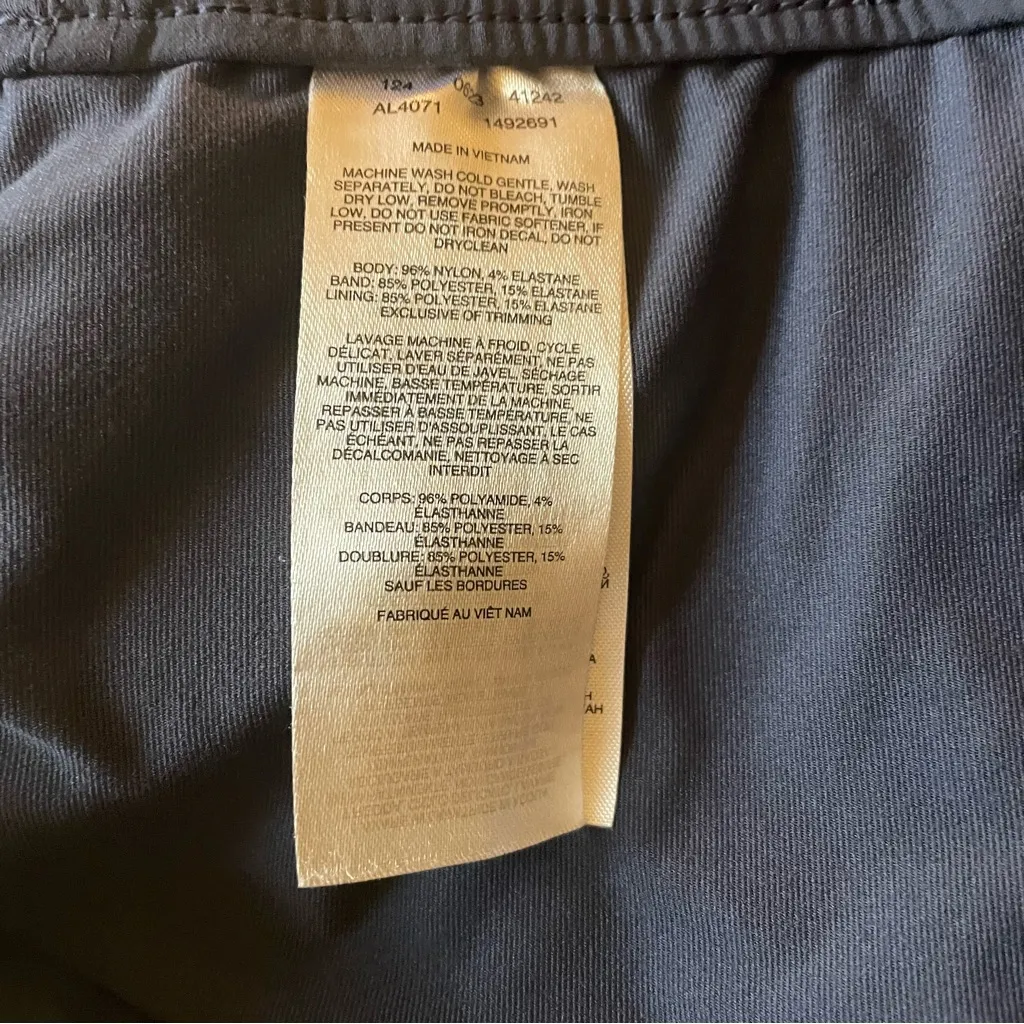 124 0623 41242
AL4071 1492691
MADE IN VIETNAM
MACHINE WASH COLD GENTLE, WASH
SEPARATELY, DO NOT BLEACH, TUMBLE
DRY LOW, REMOVE PROMPTLY, IRON
LOW, DO NOT USE FABRIC SOFTENER, IF
PRESENT DO NOT IRON DECAL, DO NOT
DRYCLEAN
BODY: 96% NYLON, 4% ELASTANE
BAND: 85% POLYESTER, 15% ELASTANE
LINING: 85% POLYESTER, 15% ELASTANE
EXCLUSIVE OF TRIMMING
LAVAGE MACHINE À FROID, CYCLE
DÉLICAT, LAVER SÉPARÉMENT, NE PAS
UTILISER D'EAU DE JAVEL, SÉCHAGE
MACHINE, BASSE TEMPÉRATURE, SORTIR
IMMÉDIATEMENT DE LA MACHINE,
REPASSER À BASSE TEMPÉRATURE, NE
PAS UTILISER D'ASSOUPLISSANT, LE CAS
ÉCHÉANT, NE PAS REPASSER LA
DÉCALCOMANIE, NETTOYAGE À SEC
INTERDIT
CORPS: 96% POLYAMIDE, 4%
ÉLASTHANNE
BANDEAU: 85% POLYESTER, 15%
ÉLASTHANNE
DOUBLURE: 85% POLYESTER, 15%
ÉLASTHANNE
SAUF LES BORDURES
FABRIQUÉ AU VIÊT NAM